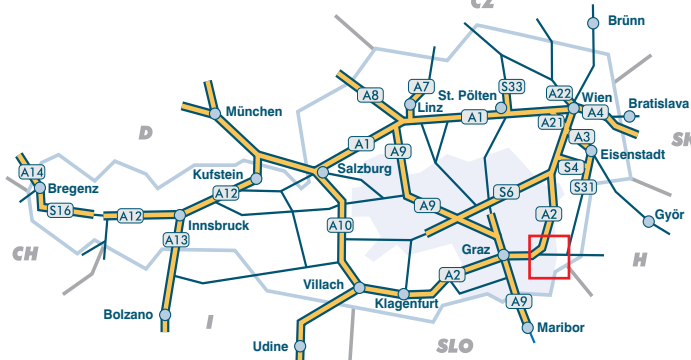 CZ
Brünn
A8
A7
S33
A22
Wien
St. Pölten
Linz
A1
A21
A4
Bratislava
D
München
A1
A9
A3
SK
Eisenstadt
A14
Kufstein
Salzburg
S4
Bregenz
A12
S6
S31
S16
A12
Innsbruck
A9
A2
Győr
A10
CH
A13
Graz
H
A2
Villach
Klagenfurt
A9
Bolzano
I
Maribor
Udine
SLO